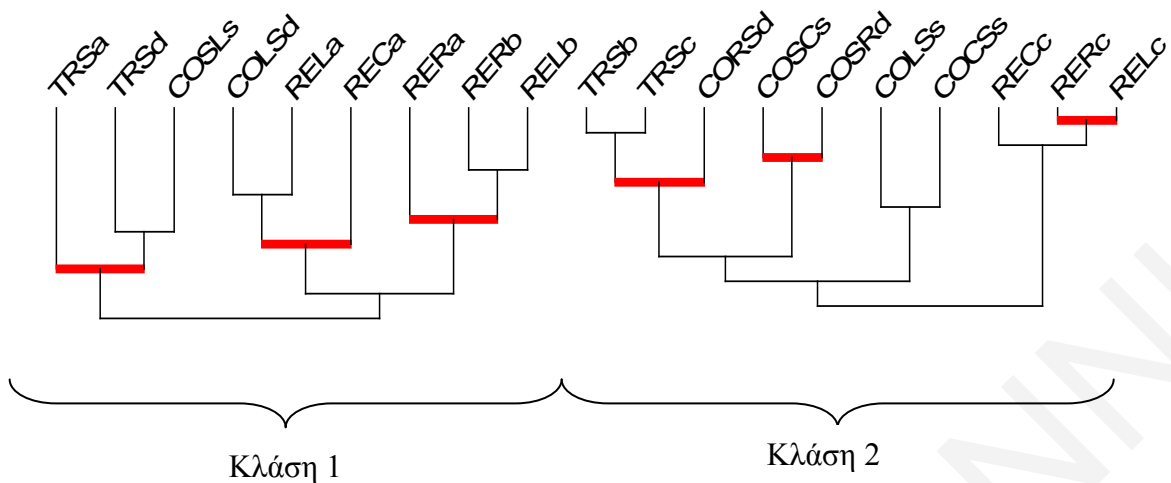 TRSa TRSd COSLs COLSd RELa RECa RERa RERb RELb TRSb TRSc CORSd COSCs COSRd COLSs COCSs RECc RERc RELc
Κλάση 1 Κλάση 2